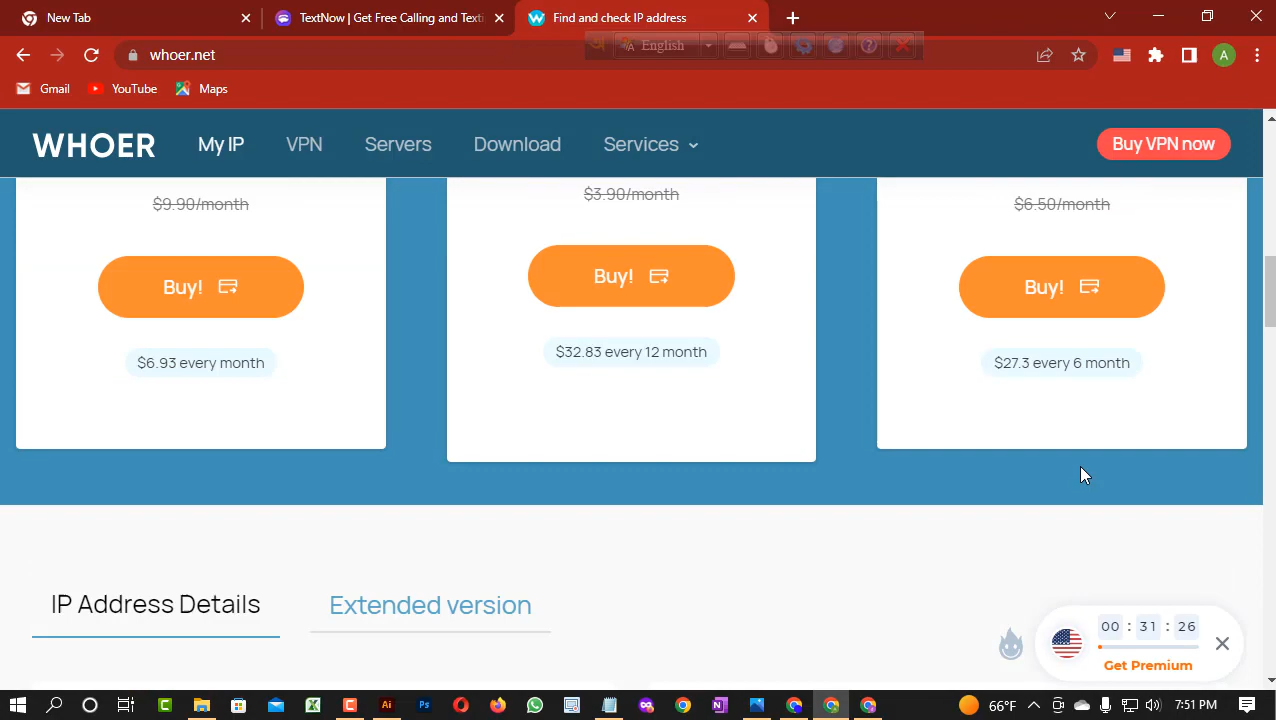 New Tab
TextNow | Get Free Calling and Texti
Find and check IP address
whoer.net
English
A
Gmail
YouTube
Maps
WHOER
My IP
VPN
Servers
Download
Services
Buy VPN now
$9.90/month
$3.90/month
$6.50/month
Buy!
Buy!
Buy!
$6.93 every month
$32.83 every 12 month
$27.3 every 6 month
IP Address Details
Extended version
00 : 31 : 26
Get Premium
66°F
7:51 PM